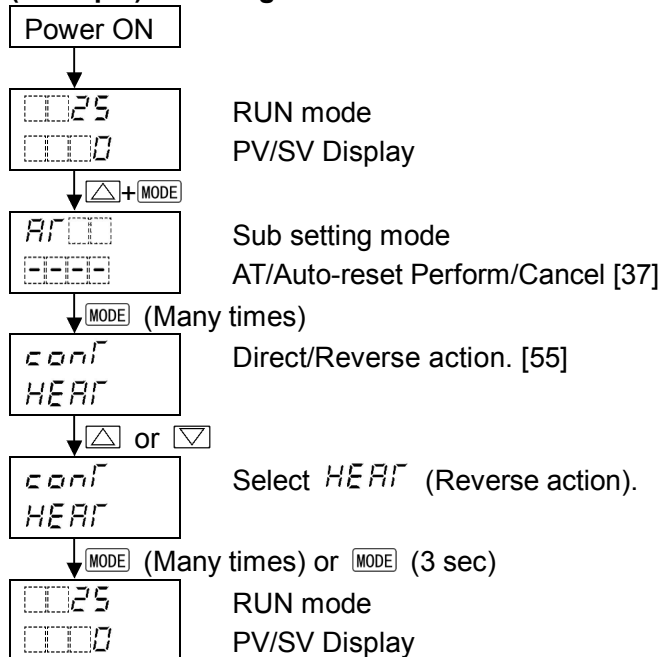 Power ON
25 RUN mode
0 PV/SV Display
△+MODE
AT Sub setting mode
---- AT/Auto-reset Perform/Cancel [37]
MODE (Many times)
conT Direct/Reverse action. [55]
HEAT
△ or ▽
conT Select HEAT (Reverse action).
HEAT
MODE (Many times) or MODE (3 sec)
25 RUN mode
0 PV/SV Display